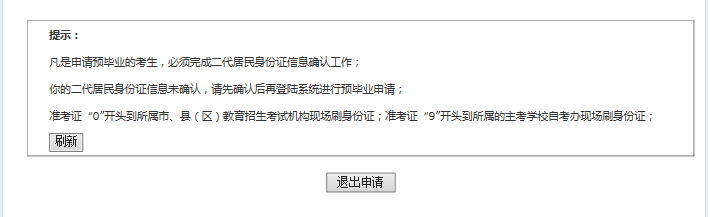 提示：
凡是申请预毕业的考生，必须完成二代居民身份证信息确认工作；
你的二代居民身份证信息未确认，请先确认后再登陆系统进行预毕业申请；
准考证“0”开头到所属市、县（区）教育招生考试机构现场刷身份证；准考证“9”开头到所属的主考学校自考办现场刷身份证；
刷新
退出申请